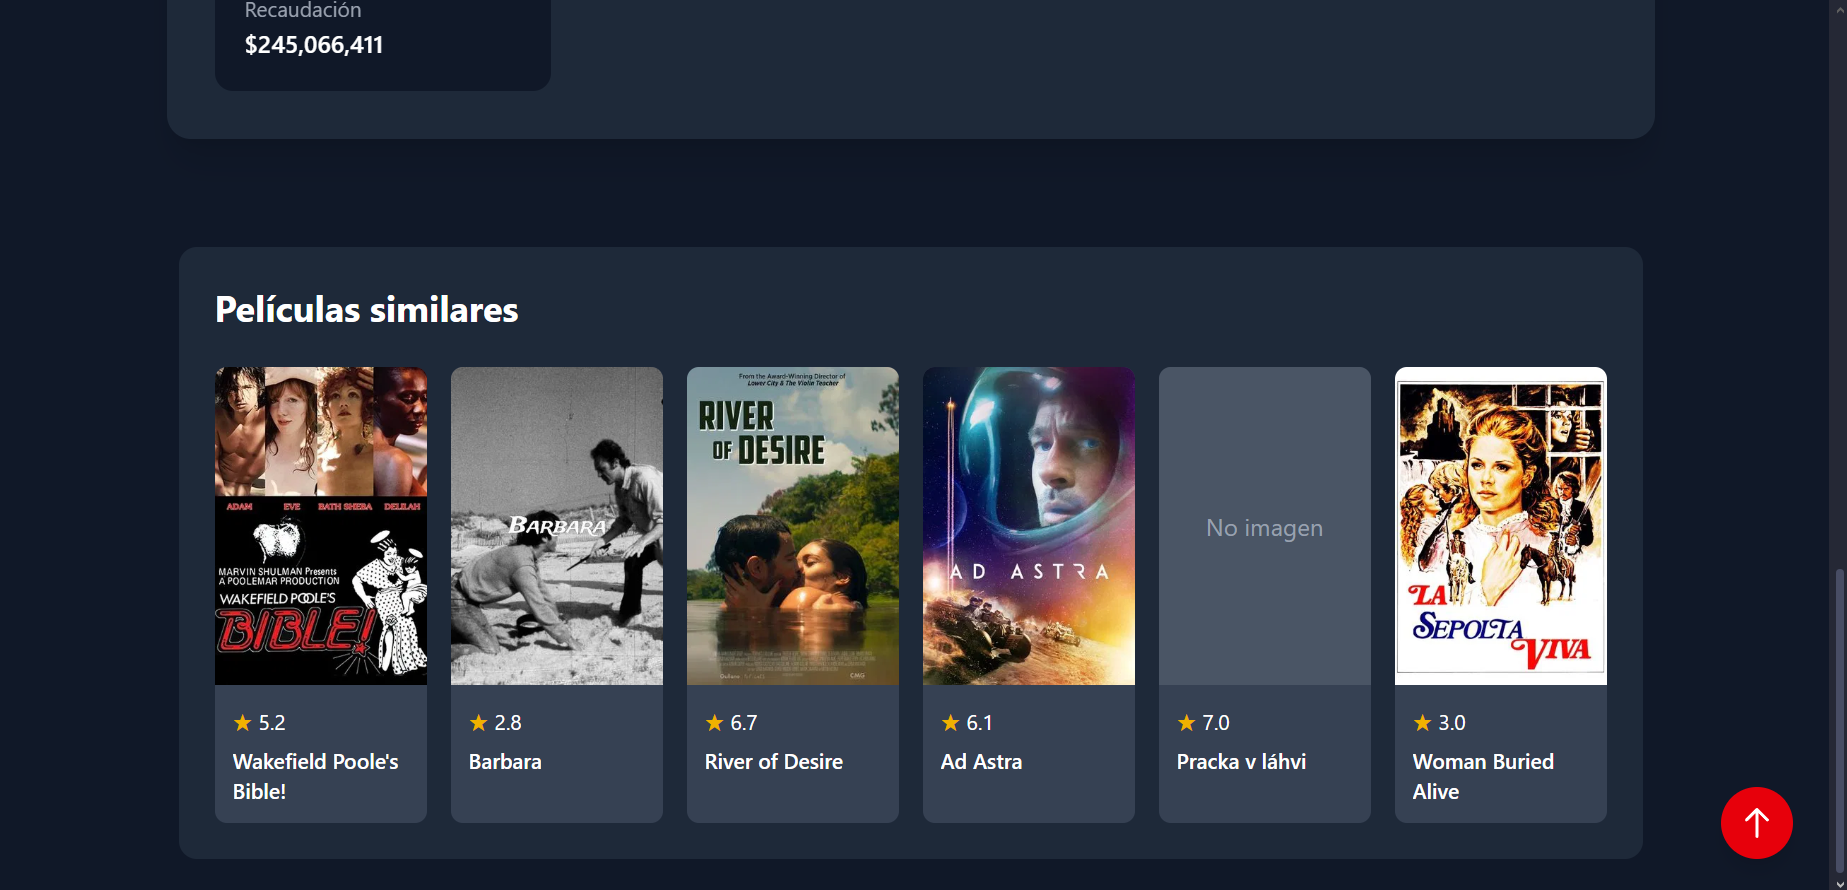 Recaudación
$245,066,411
Películas similares
ADAM EVE BATH SHEBA DELILAH
MARVIN SHULMAN Presents
A POOLEMAR PRODUCTION
WAKEFIELD POOLE'S
BIBLE!
★ 5.2
Wakefield Poole's
Bible!
BARBARA
★ 2.8
Barbara
From the Award-Winning Director of
Lower City & The Violin Teacher
RIVER
OF DESIRE
★ 6.7
River of Desire
AD ASTRA
★ 6.1
Ad Astra
No imagen
★ 7.0
Pracka v láhvi
LA
SEPOLTA
VIVA
★ 3.0
Woman Buried
Alive